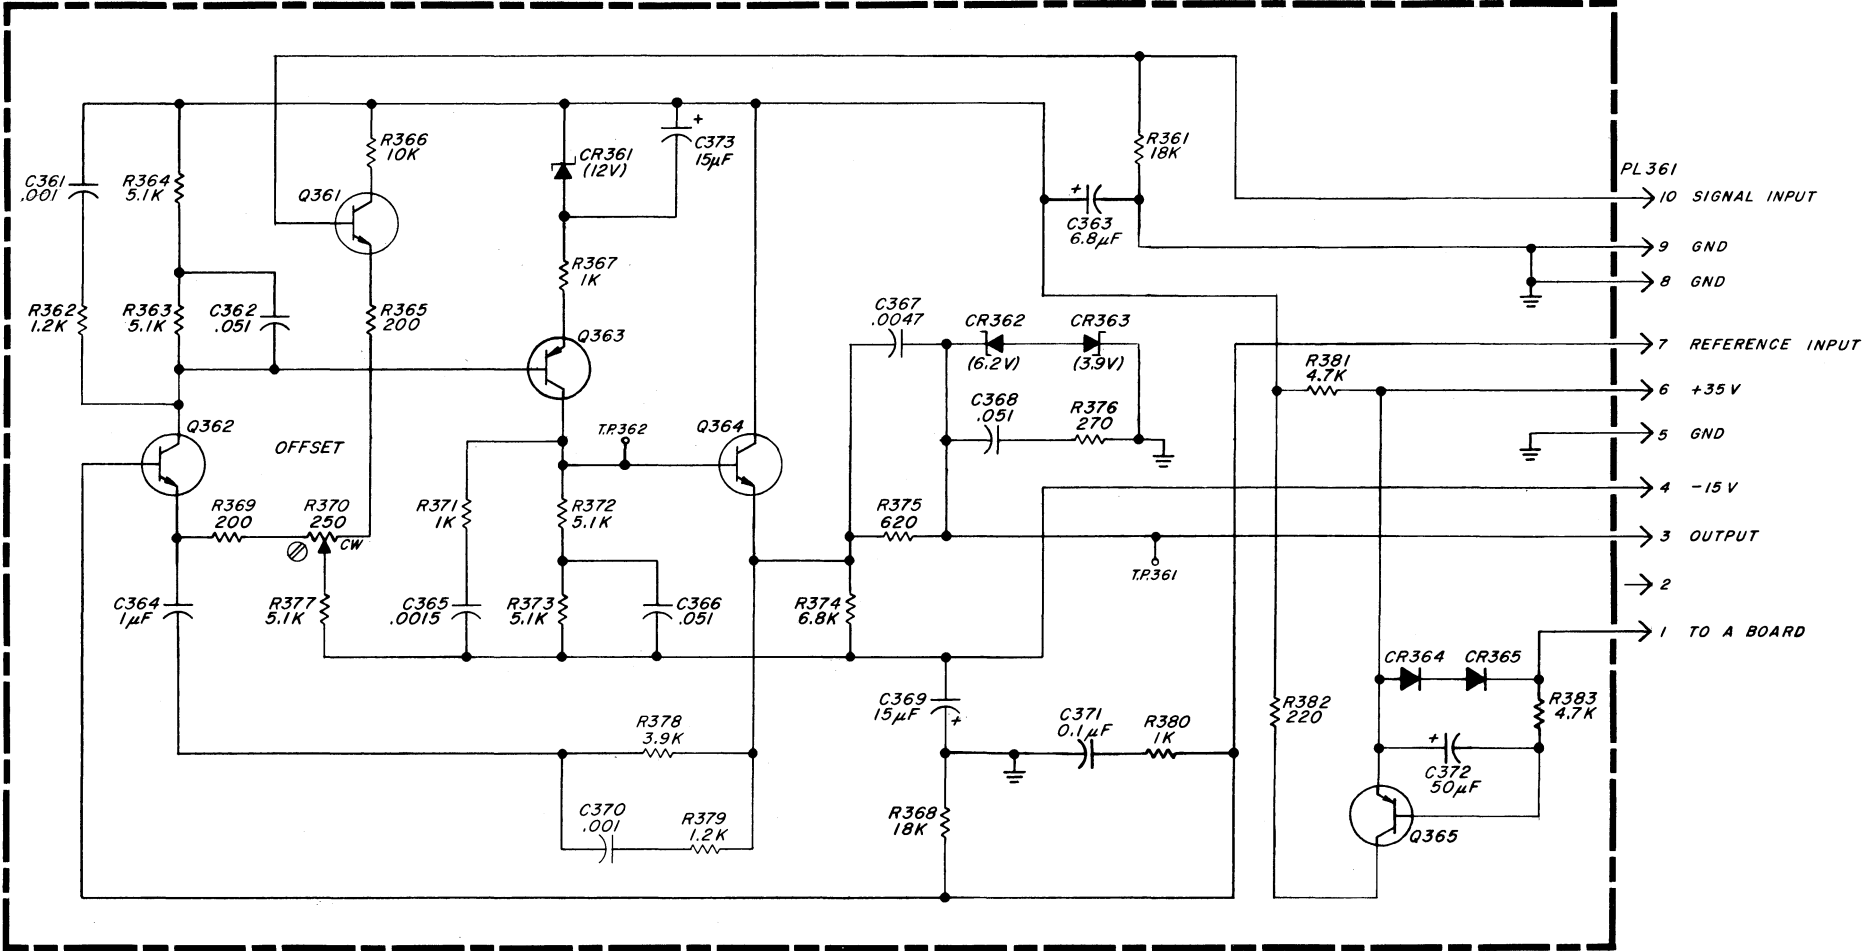 C361
.001
R364
5.1K
R366
10K
Q361
CR361
(12V)
+
C373
15µF
R361
18K
PL361
+
C363
6.8µF
10 SIGNAL INPUT
9 GND
8 GND
R362
1.2K
R363
5.1K
C362
.051
R365
200
R367
1K
Q363
C367
.0047
CR362
(6.2V)
CR363
(3.9V)
7 REFERENCE INPUT
R381
4.7K
6 +35V
Q362
OFFSET
T.P.362
Q364
C368
.051
R376
270
5 GND
4 -15V
R369
200
R370
250
CW
R371
1K
R372
5.1K
R375
620
T.P.361
3 OUTPUT
2
C364
1µF
R377
5.1K
C365
.0015
R373
5.1K
C366
.051
R374
6.8K
1 TO A BOARD
CR364
CR365
R378
3.9K
C369
15µF
+
C371
0.1µF
R380
1K
R382
220
R383
4.7K
+
C372
50µF
C370
.001
R379
1.2K
R368
18K
Q365